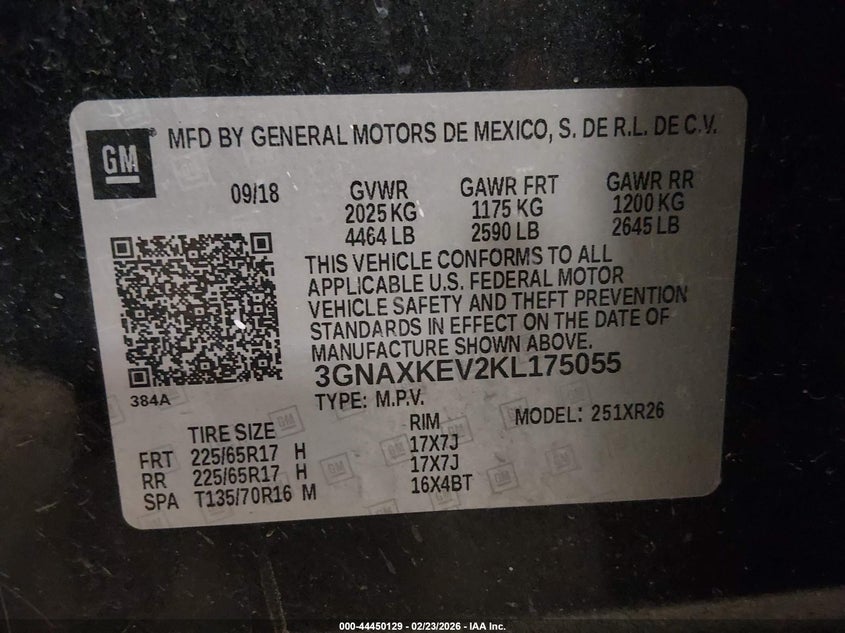 GM
MFD BY GENERAL MOTORS DE MEXICO, S. DE R.L. DE C.V.
09/18 GVWR GAWR FRT GAWR RR
2025 KG 1175 KG 1200 KG
4464 LB 2590 LB 2645 LB
THIS VEHICLE CONFORMS TO ALL
APPLICABLE U.S. FEDERAL MOTOR
VEHICLE SAFETY AND THEFT PREVENTION
STANDARDS IN EFFECT ON THE DATE OF
MANUFACTURE SHOWN ABOVE.
3GNAXKEV2KL175055
384A
TYPE: M.P.V. MODEL: 251XR26
TIRE SIZE RIM
FRT 225/65R17 H 17X7J
RR 225/65R17 H 17X7J
SPA T135/70R16 M 16X4BT
000-44450129 - 02/23/2026 - IAA Inc.